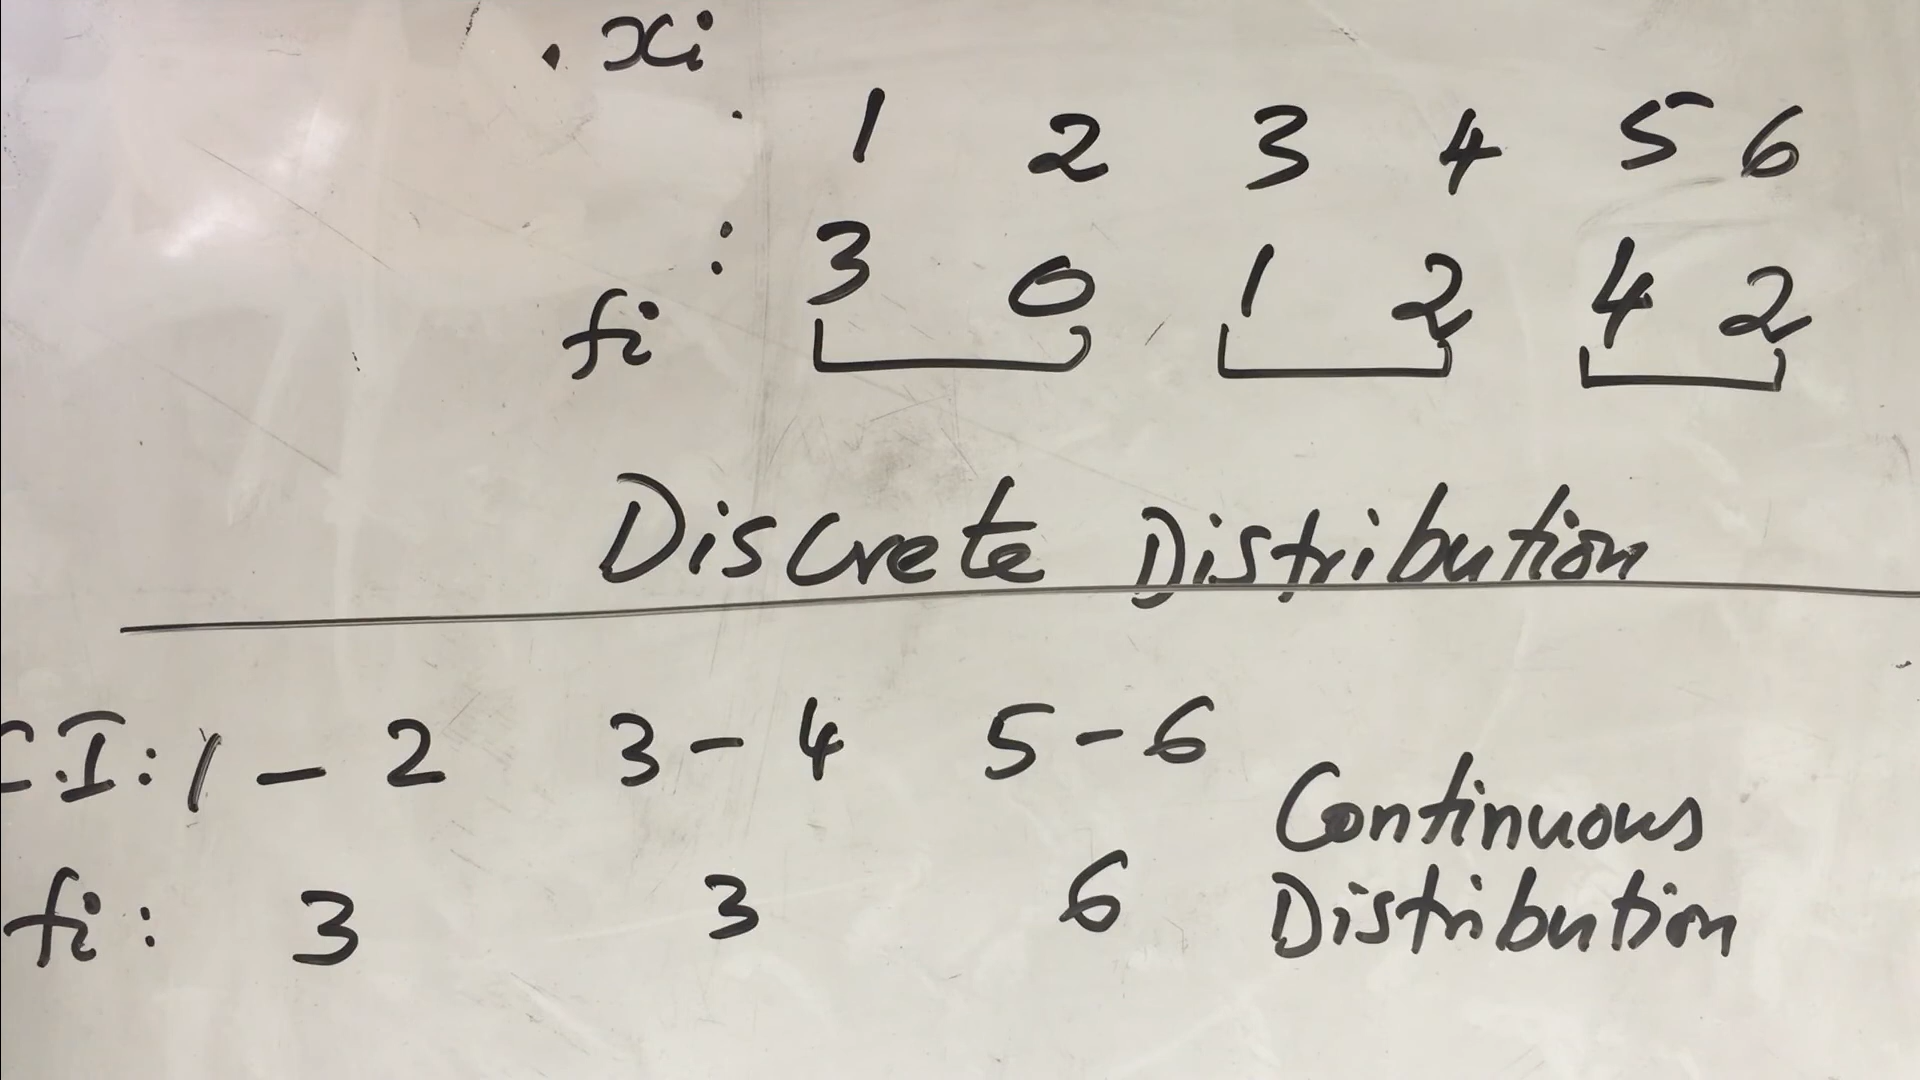 . xi
: 1 2 3 4 5 6
fi : 3 0 1 2 4 2
Discrete Distribution
CI: 1 - 2 3 - 4 5 - 6
fi: 3 3 6
Continuous
Distribution